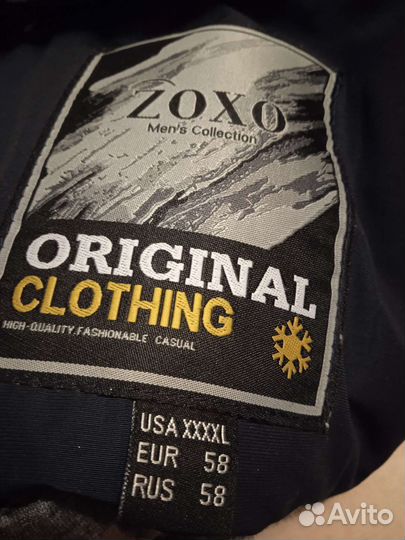 ZOXO
Men's Collection
ORIGINAL
CLOTHING
HIGH-QUALITY.FASHIONABLE CASUAL
USA XXXXL
EUR 58
RUS 58
Avito